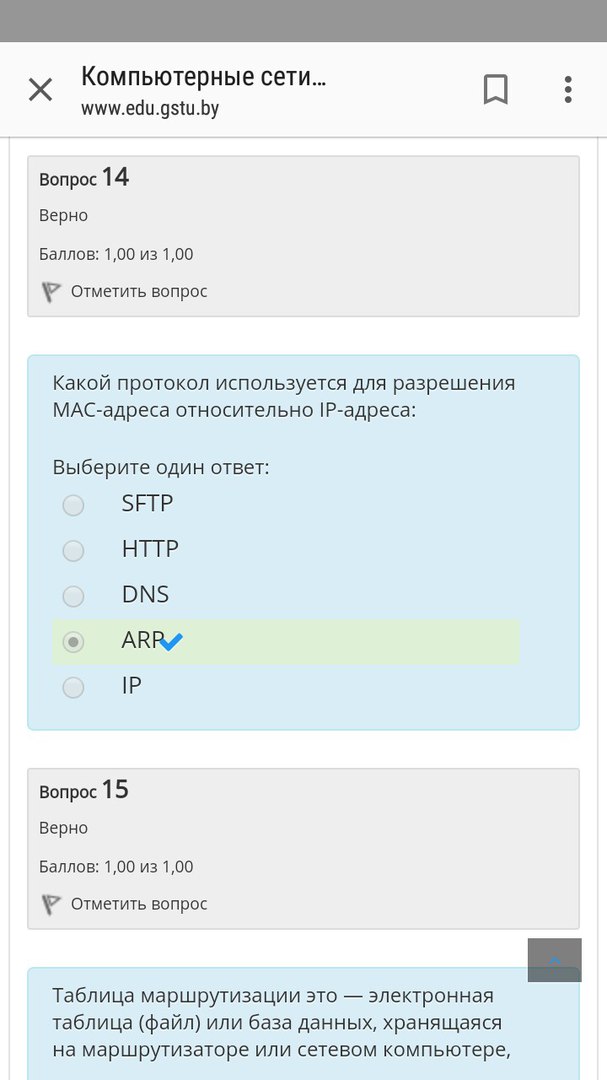 Компьютерные сети...
www.edu.gstu.by
Вопрос 14
Верно
Баллов: 1,00 из 1,00
Отметить вопрос
Какой протокол используется для разрешения
MAC-адреса относительно IP-адреса:
Выберите один ответ:
SFTP
HTTP
DNS
ARP
IP
Вопрос 15
Верно
Баллов: 1,00 из 1,00
Отметить вопрос
Таблица маршрутизации это — электронная
таблица (файл) или база данных, хранящаяся
на маршрутизаторе или сетевом компьютере,